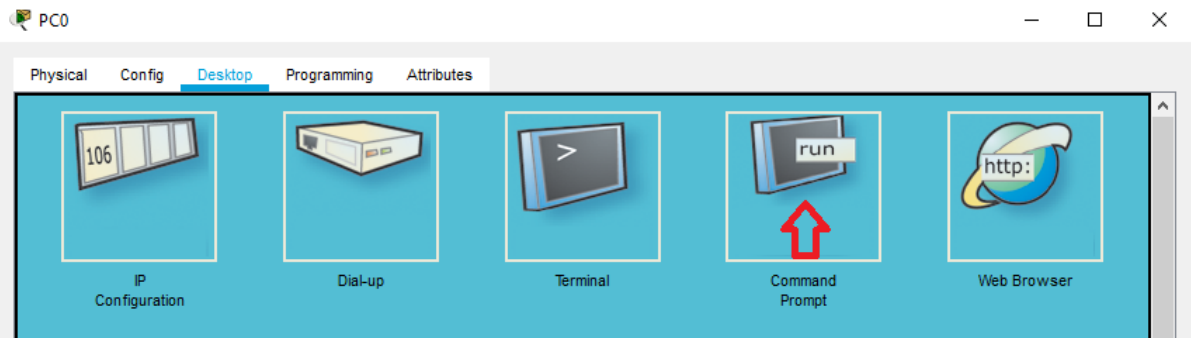 PC0
Physical Config Desktop Programming Attributes
106
>
run
http:
IP
Configuration
Dial-up
Terminal
Command
Prompt
Web Browser